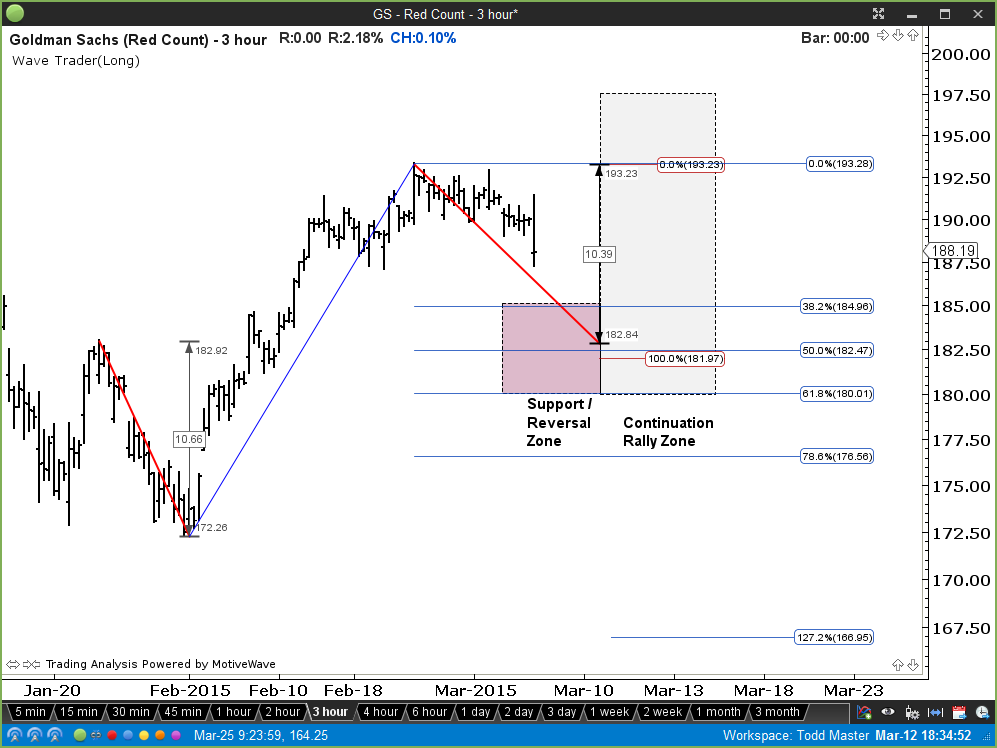 GS - Red Count - 3 hour*
Goldman Sachs (Red Count) - 3 hour R:0.00 R:2.18% CH:0.10% Bar: 00:00
Wave Trader(Long)
200.00
197.50
195.00
192.50
190.00
188.19
187.50
185.00
182.50
180.00
177.50
175.00
172.50
170.00
167.50
0.0%(193.23)
0.0%(193.28)
193.23
10.39
38.2%(184.96)
182.84
182.92
50.0%(182.47)
100.0%(181.97)
61.8%(180.01)
Support /
Reversal
Zone
Continuation
Rally Zone
10.66
78.6%(176.56)
172.26
127.2%(166.95)
Trading Analysis Powered by MotiveWave
Jan-20 Feb-2015 Feb-10 Feb-18 Mar-2015 Mar-10 Mar-13 Mar-18 Mar-23
5 min 15 min 30 min 45 min 1 hour 2 hour 3 hour 4 hour 6 hour 1 day 2 day 3 day 1 week 2 week 1 month 3 month
Mar-25 9:23:59, 164.25 Workspace: Todd Master Mar-12 18:34:52